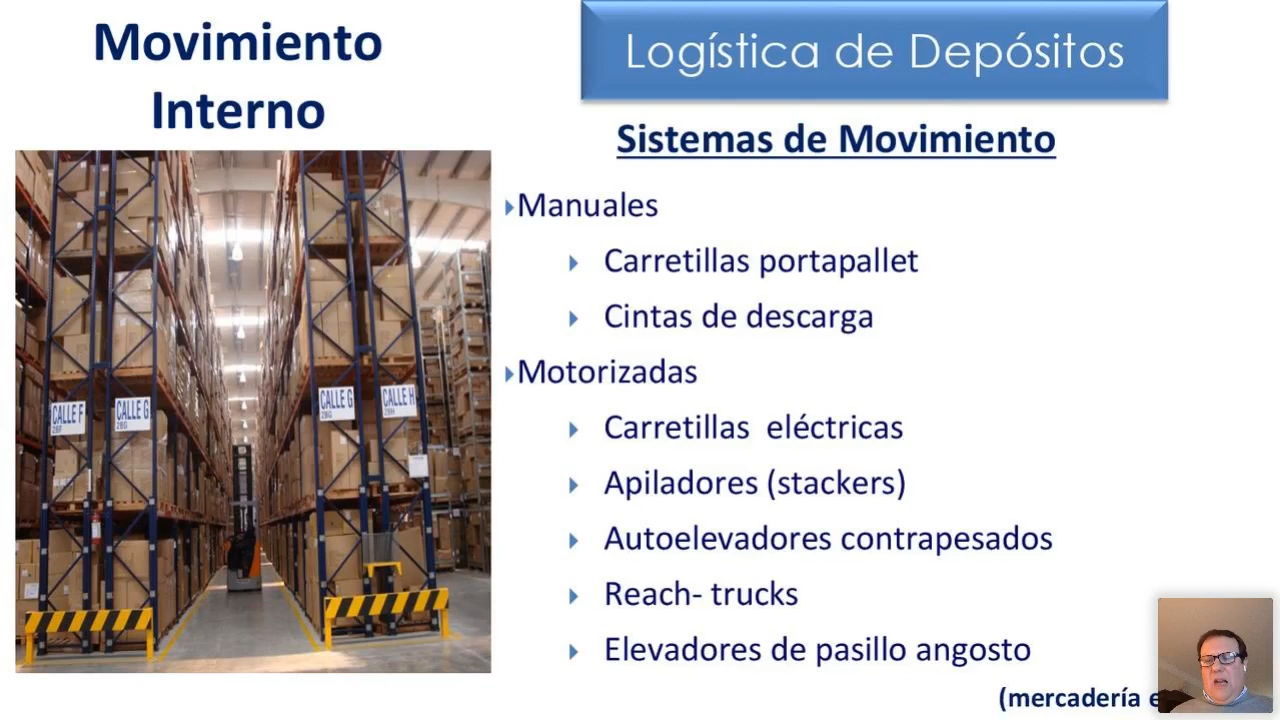 Movimiento
Interno
Logística de Depósitos
Sistemas de Movimiento
Manuales
Carretillas portapallet
Cintas de descarga
Motorizadas
Carretillas eléctricas
Apiladores (stackers)
Autoelevadores contrapesados
Reach- trucks
Elevadores de pasillo angosto
(mercadería
CALLE F
CALLE G
CALLE G
CALLE H